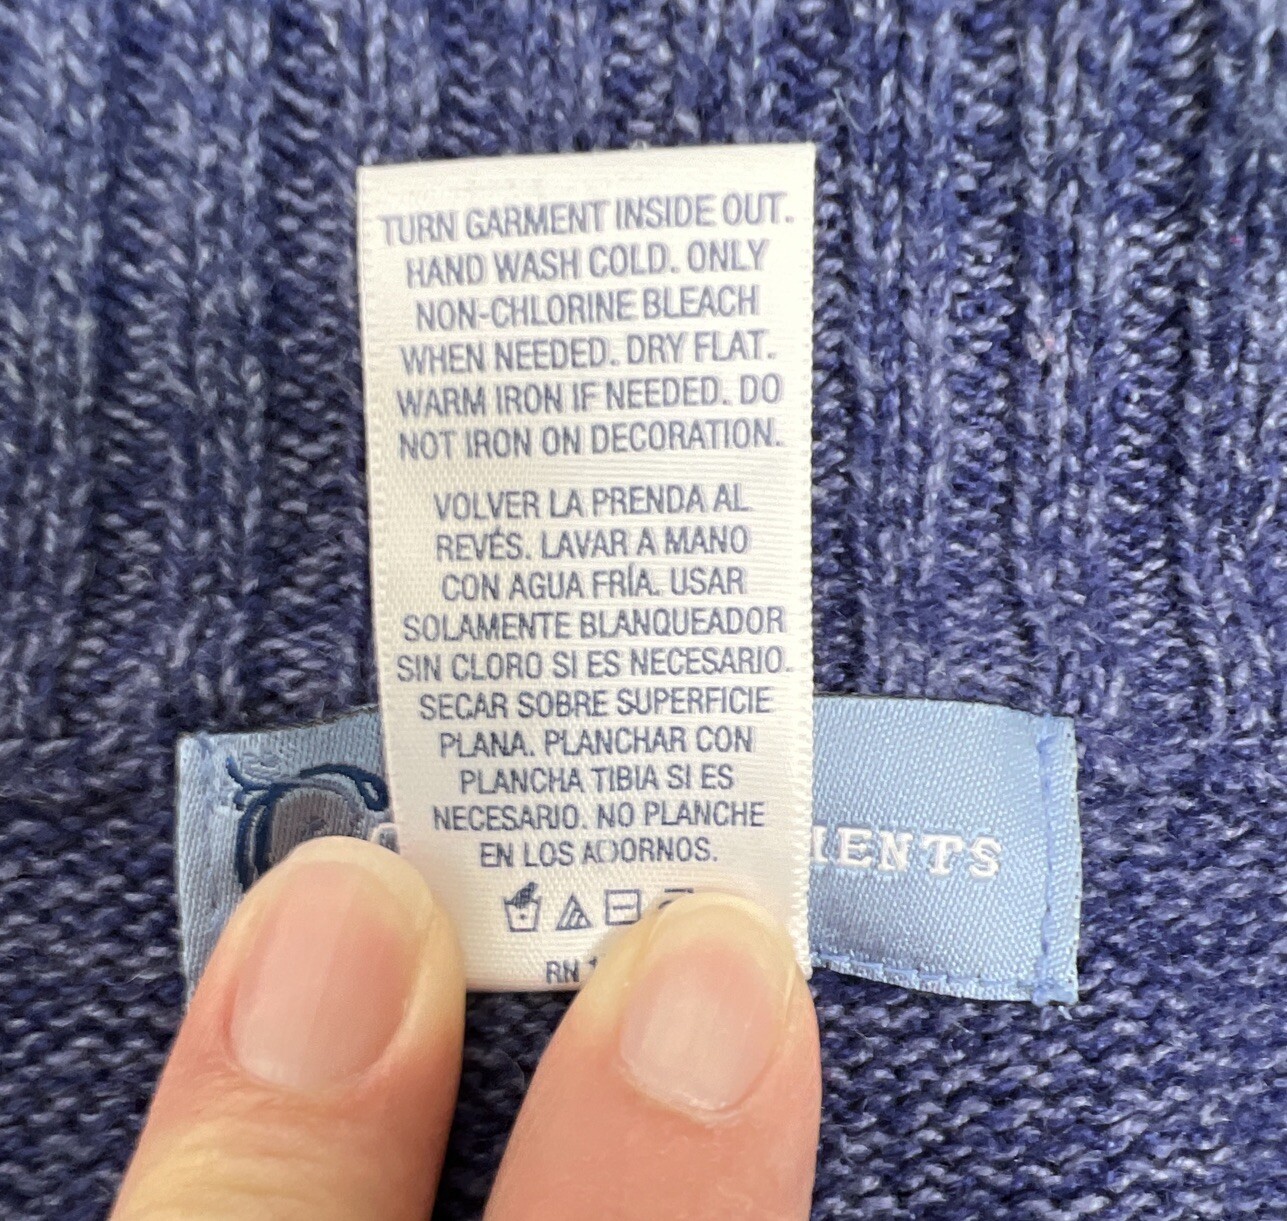 TURN GARMENT INSIDE OUT.
HAND WASH COLD. ONLY
NON-CHLORINE BLEACH
WHEN NEEDED. DRY FLAT.
WARM IRON IF NEEDED. DO
NOT IRON ON DECORATION.
VOLVER LA PRENDA AL
REVÉS. LAVAR A MANO
CON AGUA FRÍA. USAR
SOLAMENTE BLANQUEADOR
SIN CLORO SI ES NECESARIO.
SECAR SOBRE SUPERFICIE
PLANA. PLANCHAR CON
PLANCHA TIBIA SI ES
NECESARIO. NO PLANCHE
EN LOS ADORNOS.
RN